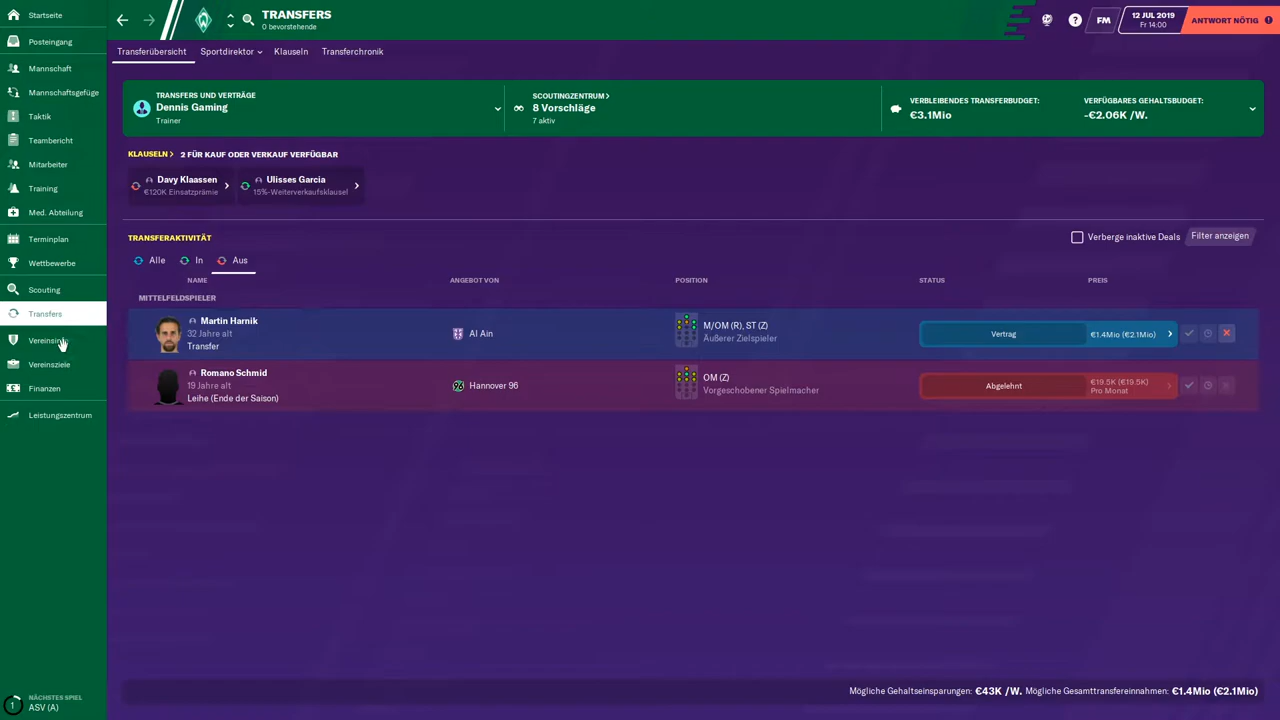 Startseite
Posteingang
Mannschaft
Mannschaftsgefüge
Taktik
Teambericht
Mitarbeiter
Training
Med. Abteilung
Terminplan
Wettbewerbe
Scouting
Transfers
Vereinsinfo
Vereinsziele
Finanzen
Leistungszentrum
1
NÄCHSTES SPIEL
ASV (A)
TRANSFERS
0 bevorstehende
?
FM
12 JUL 2019
Fr 14:00
ANTWORT NÖTIG
Transferübersicht
Sportdirektor
Klauseln
Transferchronik
TRANSFERS UND VERTRÄGE
Dennis Gaming
Trainer
SCOUTINGZENTRUM >
8 Vorschläge
7 aktiv
VERBLEIBENDES TRANSFERBUDGET:
€3.1Mio
VERFÜGBARES GEHALTSBUDGET:
-€2.06K /W.
KLAUSELN > 2 FÜR KAUF ODER VERKAUF VERFÜGBAR
Davy Klaassen
€120K Einsatzprämie
Ulisses Garcia
15%-Weiterverkaufsklausel
TRANSFERAKTIVITÄT
Verberge inaktive Deals
Filter anzeigen
Alle
In
Aus
NAME
ANGEBOT VON
POSITION
STATUS
PREIS
MITTELFELDSPIELER
Martin Harnik
32 Jahre alt
Transfer
Al Ain
M/OM (R), ST (Z)
Äußerer Zielspieler
Vertrag
€1.4Mio (€2.1Mio)
Romano Schmid
19 Jahre alt
Leihe (Ende der Saison)
Hannover 96
OM (Z)
Vorgeschobener Spielmacher
Abgelehnt
€19.5K (€19.5K)
Pro Monat
Mögliche Gehaltseinsparungen: €43K /W. Mögliche Gesamttransfereinnahmen: €1.4Mio (€2.1Mio)